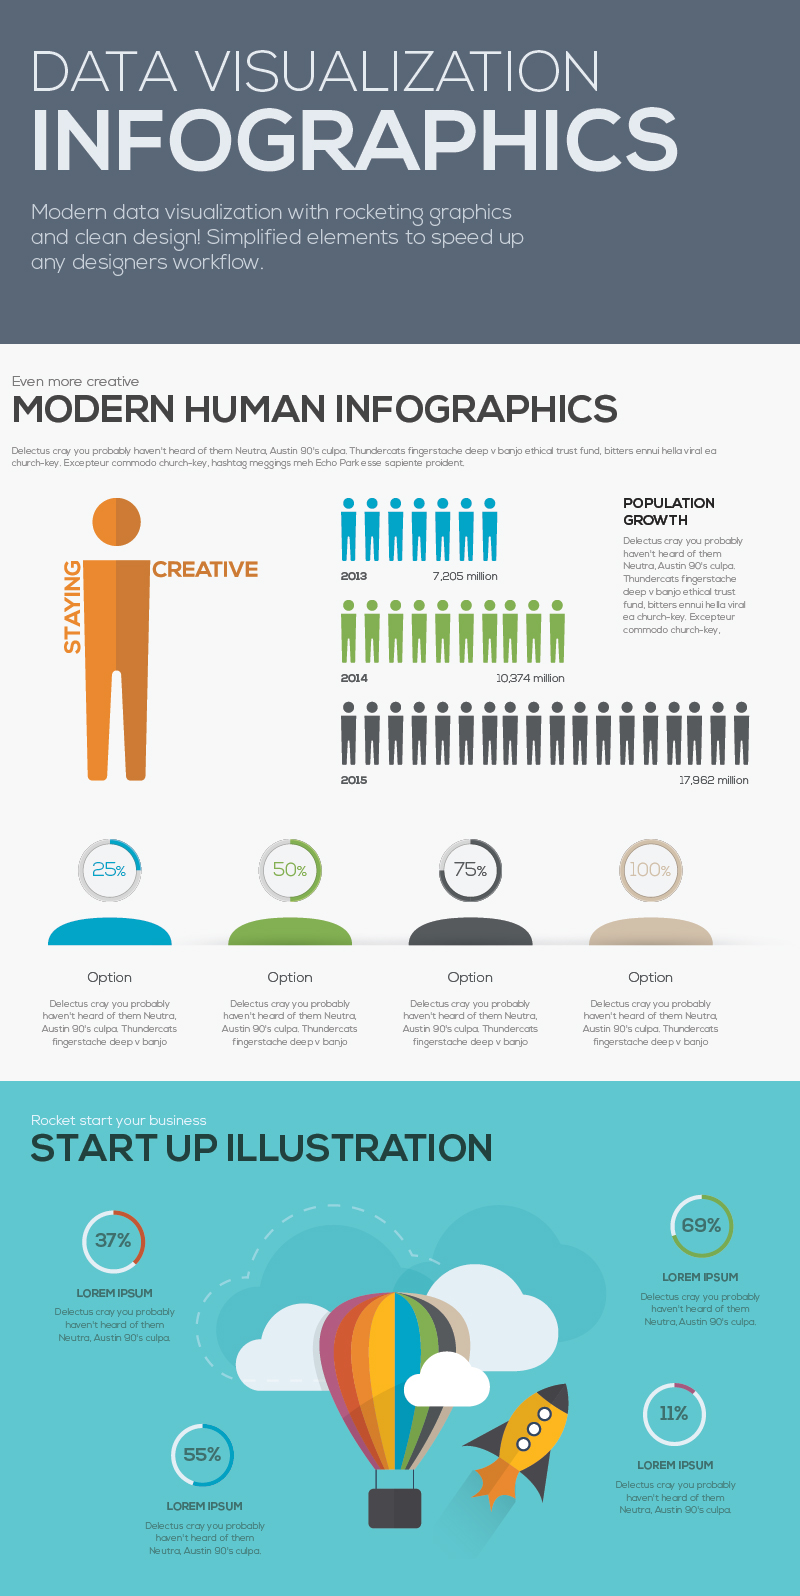 DATA VISUALIZATION
INFOGRAPHICS
Modern data visualization with rocketing graphics
and clean design! Simplified elements to speed up
any designers workflow.
Even more creative
MODERN HUMAN INFOGRAPHICS
Delectus cray you probably haven't heard of them Neutra, Austin 90's culpa. Thundercats fingerstache deep v banjo ethical trust fund, bitters ennui hella viral ea
church-key. Excepteur commodo church-key, hashtag meggings meh Echo Park esse sapiente proident.
STAYING
CREATIVE
2013 7,205 million
2014 10,374 million
2015 17,962 million
POPULATION
GROWTH
Delectus cray you probably
haven't heard of them
Neutra, Austin 90's culpa.
Thundercats fingerstache
deep v banjo ethical trust
fund, bitters ennui hella viral
ea church-key. Excepteur
commodo church-key,
25%
Option
Delectus cray you probably
haven't heard of them Neutra,
Austin 90's culpa. Thundercats
fingerstache deep v banjo
50%
Option
Delectus cray you probably
haven't heard of them Neutra,
Austin 90's culpa. Thundercats
fingerstache deep v banjo
75%
Option
Delectus cray you probably
haven't heard of them Neutra,
Austin 90's culpa. Thundercats
fingerstache deep v banjo
100%
Option
Delectus cray you probably
haven't heard of them Neutra,
Austin 90's culpa. Thundercats
fingerstache deep v banjo
Rocket start your business
START UP ILLUSTRATION
37%
LOREM IPSUM
Delectus cray you probably
haven't heard of them
Neutra, Austin 90's culpa.
69%
LOREM IPSUM
Delectus cray you probably
haven't heard of them
Neutra, Austin 90's culpa.
55%
LOREM IPSUM
Delectus cray you probably
haven't heard of them
Neutra, Austin 90's culpa.
11%
LOREM IPSUM
Delectus cray you probably
haven't heard of them
Neutra, Austin 90's culpa.